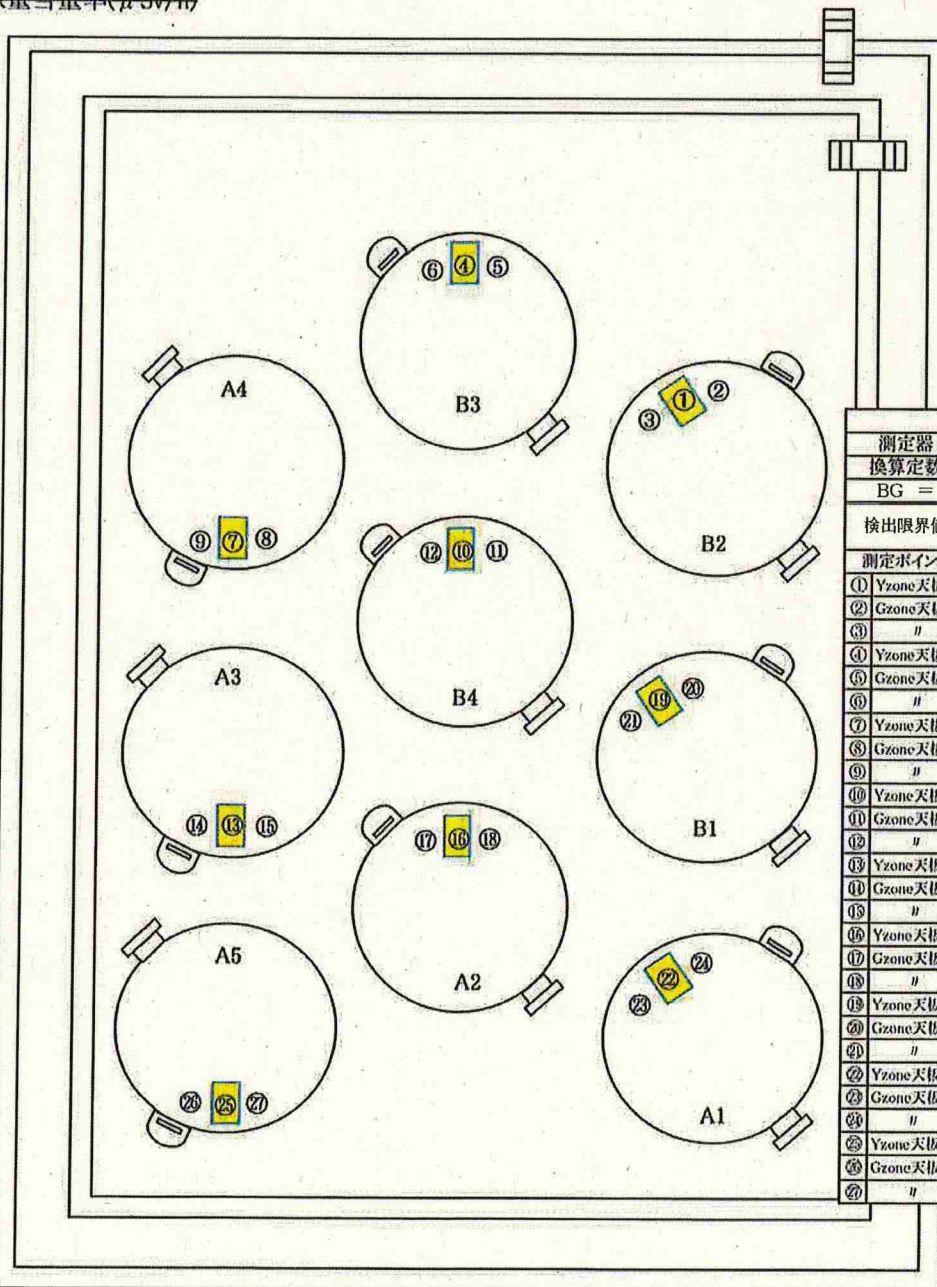 ⑥ ④ ⑤
A4
B3
③ ① ②
⑨ ⑦ ⑧
B2
⑫ ⑩ ⑪
A3
B4
㉑ ⑲ ⑳
⑭ ⑬ ⑮
B1
⑰ ⑯ ⑱
A5
A2
㉓ ㉒ ㉔
㉖ ㉕ ㉗
A1
測定器
換算定数
BG =
検出限界値
測定ポイン
① Yzone天板
② Gzone天板
③ 〃
④ Yzone天板
⑤ Gzone天板
⑥ 〃
⑦ Yzone天板
⑧ Gzone天板
⑨ 〃
⑩ Yzone天板
⑪ Gzone天板
⑫ 〃
⑬ Yzone天板
⑭ Gzone天板
⑮ 〃
⑯ Yzone天板
⑰ Gzone天板
⑱ 〃
⑲ Yzone天板
⑳ Gzone天板
㉑ 〃
㉒ Yzone天板
㉓ Gzone天板
㉔ 〃
㉕ Yzone天板
㉖ Gzone天板
㉗ 〃